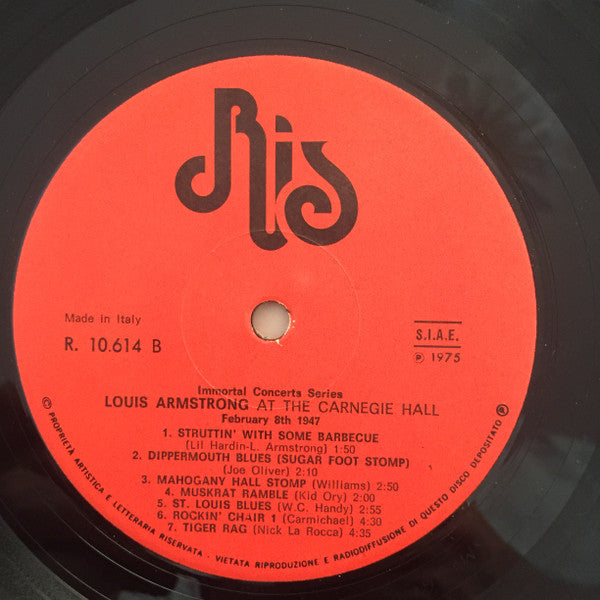 Ris
Made in Italy
R. 10.614 B
S.I.A.E.
Ⓟ 1975
Immortal Concerts Series
LOUIS ARMSTRONG AT THE CARNEGIE HALL
February 8th 1947
1. STRUTTIN' WITH SOME BARBECUE
(Lil Hardin-L. Armstrong) 1:50
2. DIPPERMOUTH BLUES (SUGAR FOOT STOMP)
(Joe Oliver) 2:10
3. MAHOGANY HALL STOMP (Williams) 2:50
4. MUSKRAT RAMBLE (Kid Ory) 2:00
5. ST. LOUIS BLUES (W.C. Handy) 2:55
6. ROCKIN' CHAIR 1 (Carmichael) 4:30
7. TIGER RAG (Nick La Rocca) 4:35
© PROPRIETA ARTISTICA E LETTERARIA RISERVATA - VIETATA RIPRODUZIONE E RADIODIFFUSIONE DI QUESTO DISCO DEPOSITATO ®